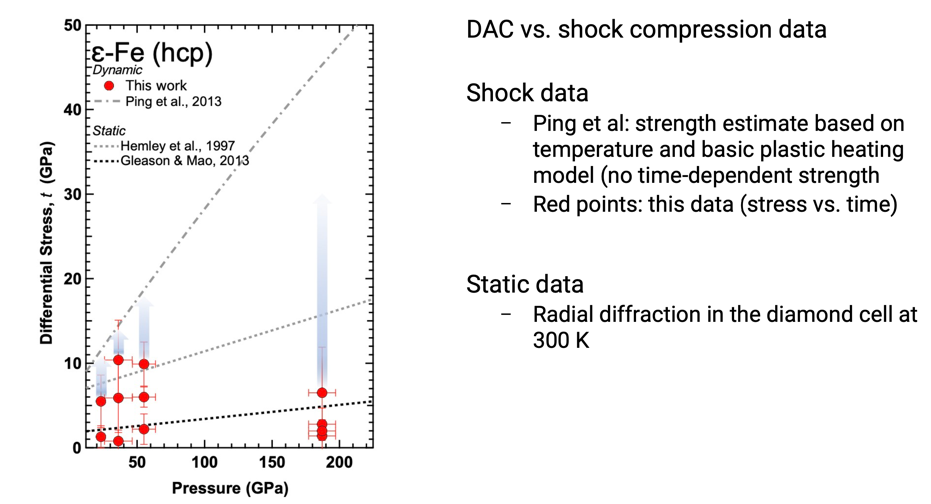 50
40
30
20
10
0
Differential Stress, t (GPa)
ε-Fe (hcp)
Dynamic
This work
Ping et al., 2013
Static
Hemley et al., 1997
Gleason & Mao, 2013
50 100 150 200
Pressure (GPa)
DAC vs. shock compression data
Shock data
− Ping et al: strength estimate based on
temperature and basic plastic heating
model (no time-dependent strength
− Red points: this data (stress vs. time)
Static data
− Radial diffraction in the diamond cell at
300 K